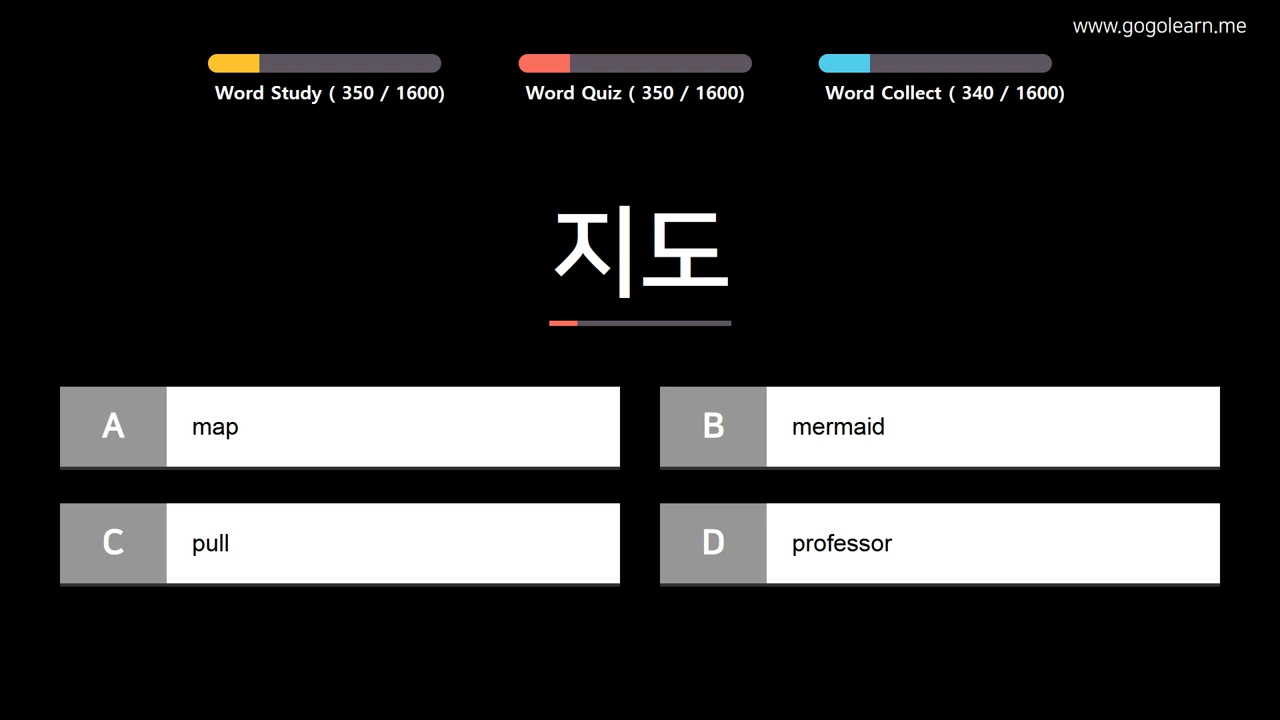 www.gogolearn.me
Word Study ( 350 / 1600)
Word Quiz ( 350 / 1600)
Word Collect ( 340 / 1600)
지도
A map
B mermaid
C pull
D professor